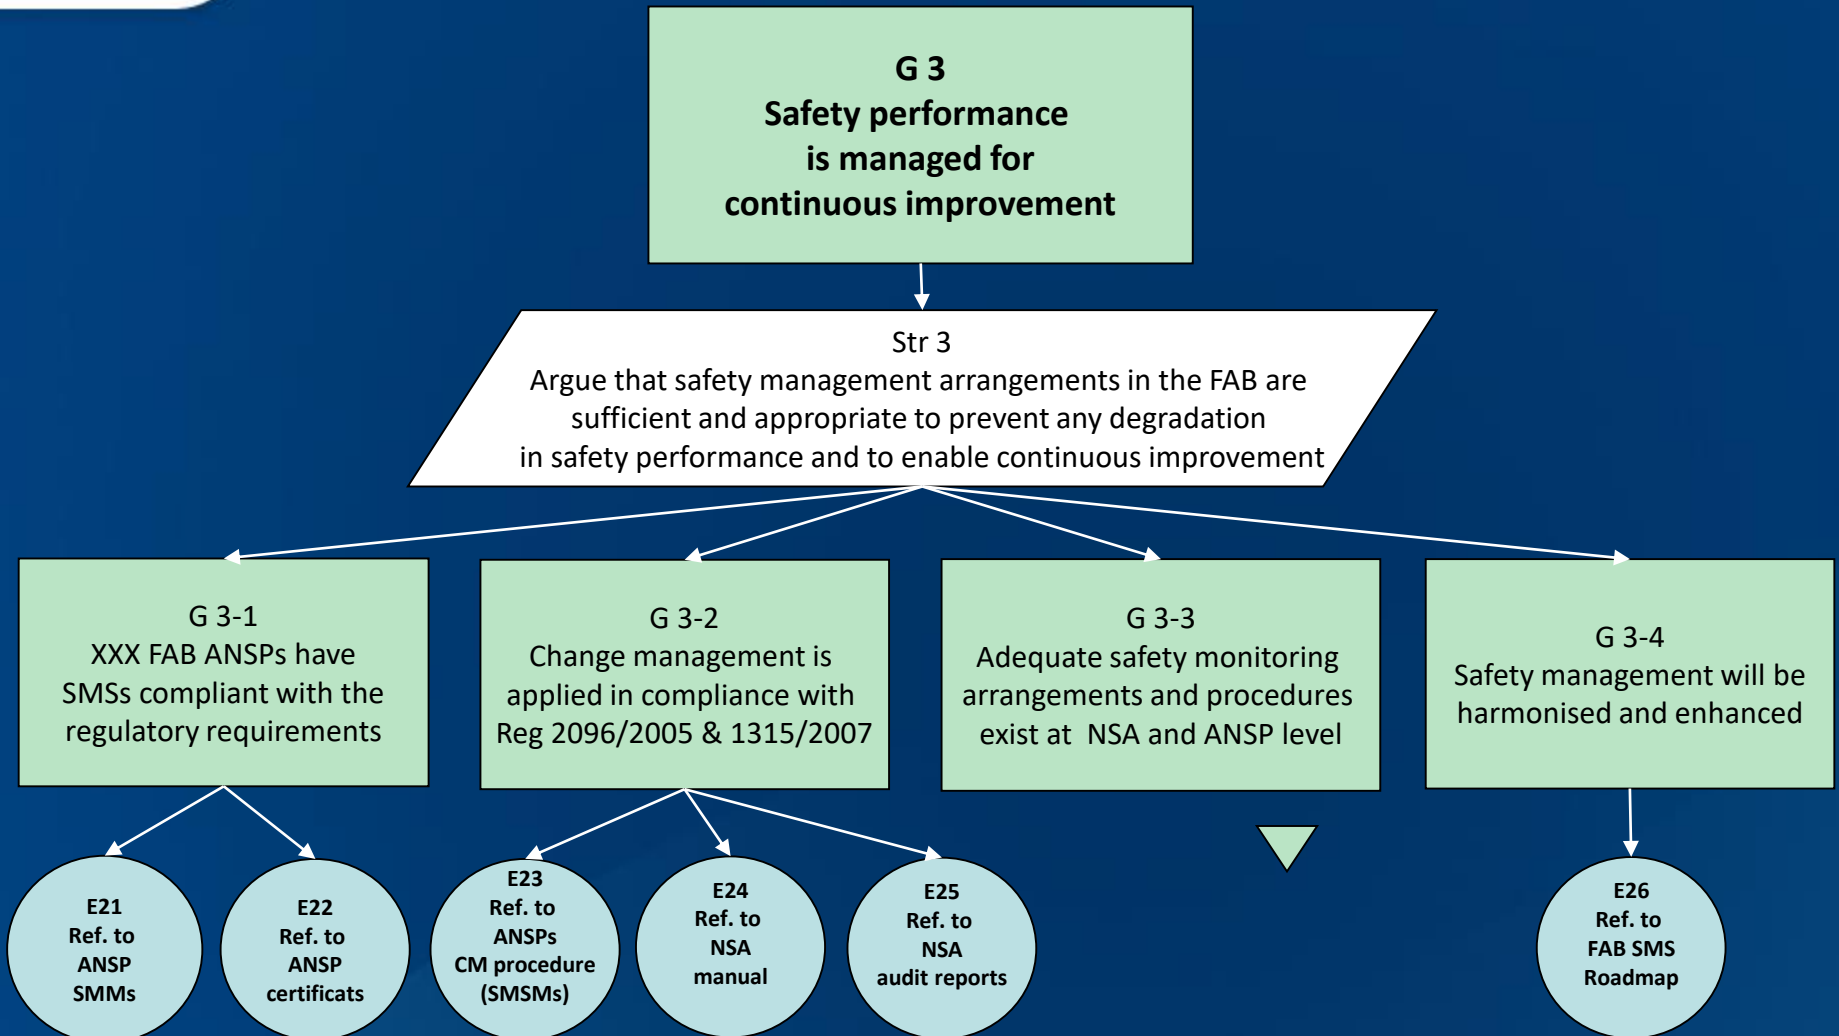 G 3
Safety performance
is managed for
continuous improvement
Str 3
Argue that safety management arrangements in the FAB are
sufficient and appropriate to prevent any degradation
in safety performance and to enable continuous improvement
G 3-1
XXX FAB ANSPs have
SMSs compliant with the
regulatory requirements
G 3-2
Change management is
applied in compliance with
Reg 2096/2005 & 1315/2007
G 3-3
Adequate safety monitoring
arrangements and procedures
exist at NSA and ANSP level
G 3-4
Safety management will be
harmonised and enhanced
E21
Ref. to
ANSP
SMMs
E22
Ref. to
ANSP
certificats
E23
Ref. to
ANSPs
CM procedure
(SMSMs)
E24
Ref. to
NSA
manual
E25
Ref. to
NSA
audit reports
E26
Ref. to
FAB SMS
Roadmap